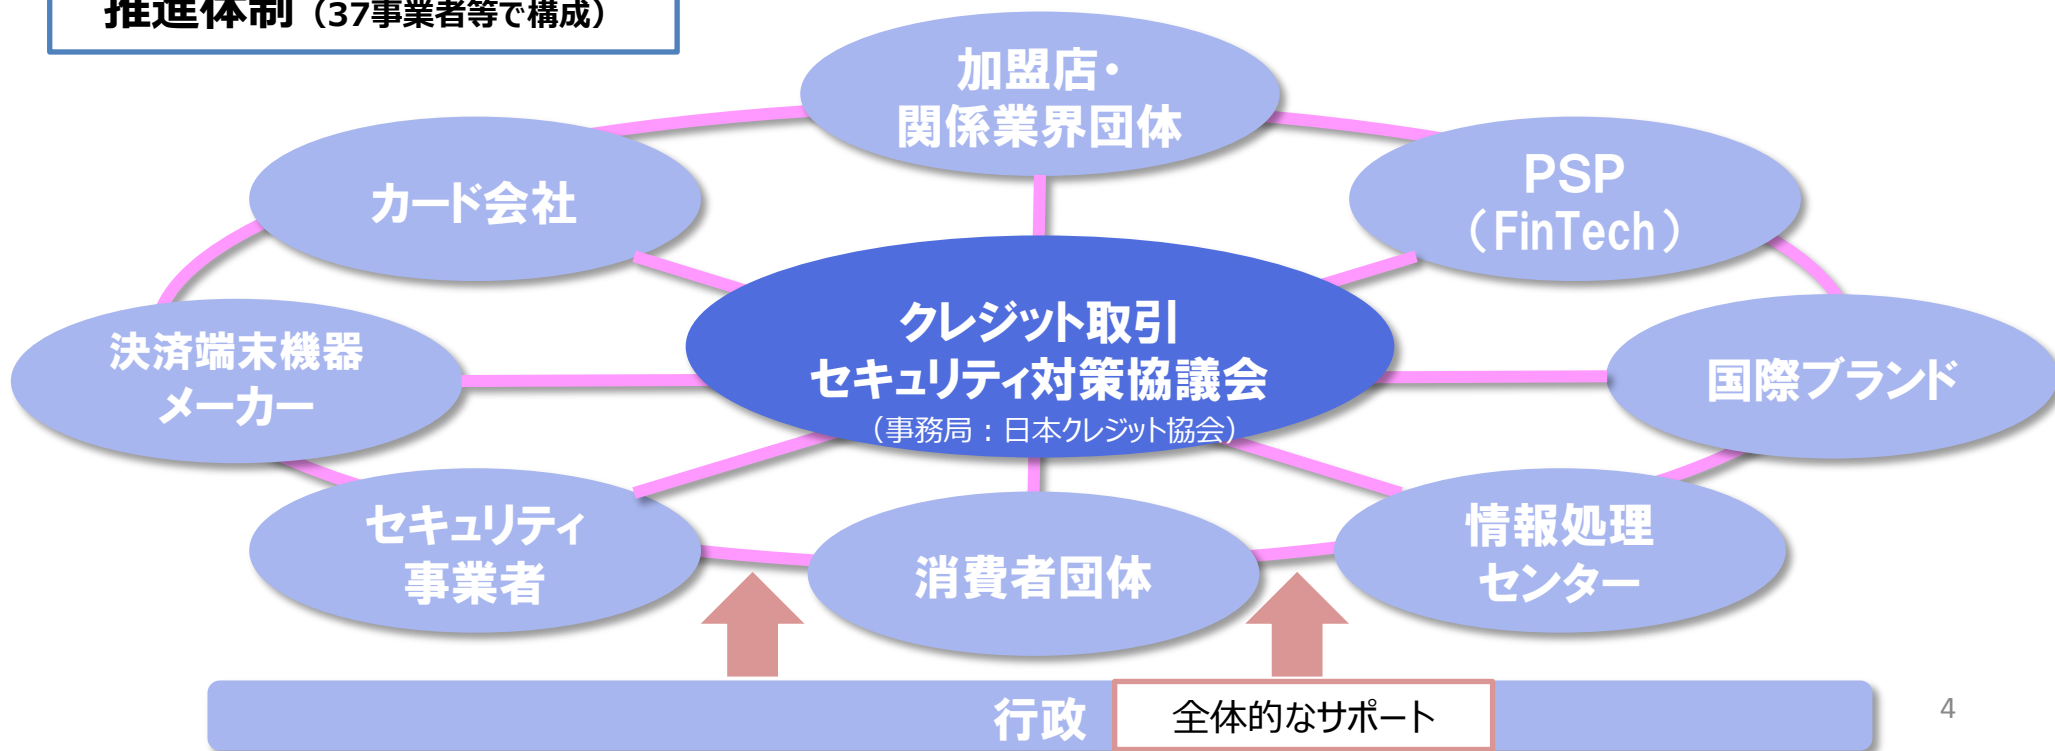 推進体制（37事業者等で構成）
加盟店・
関係業界団体
カード会社
PSP
（FinTech）
決済端末機器
メーカー
クレジット取引
セキュリティ対策協議会
（事務局：日本クレジット協会）
国際ブランド
セキュリティ
事業者
消費者団体
情報処理
センター
行政
全体的なサポート
4